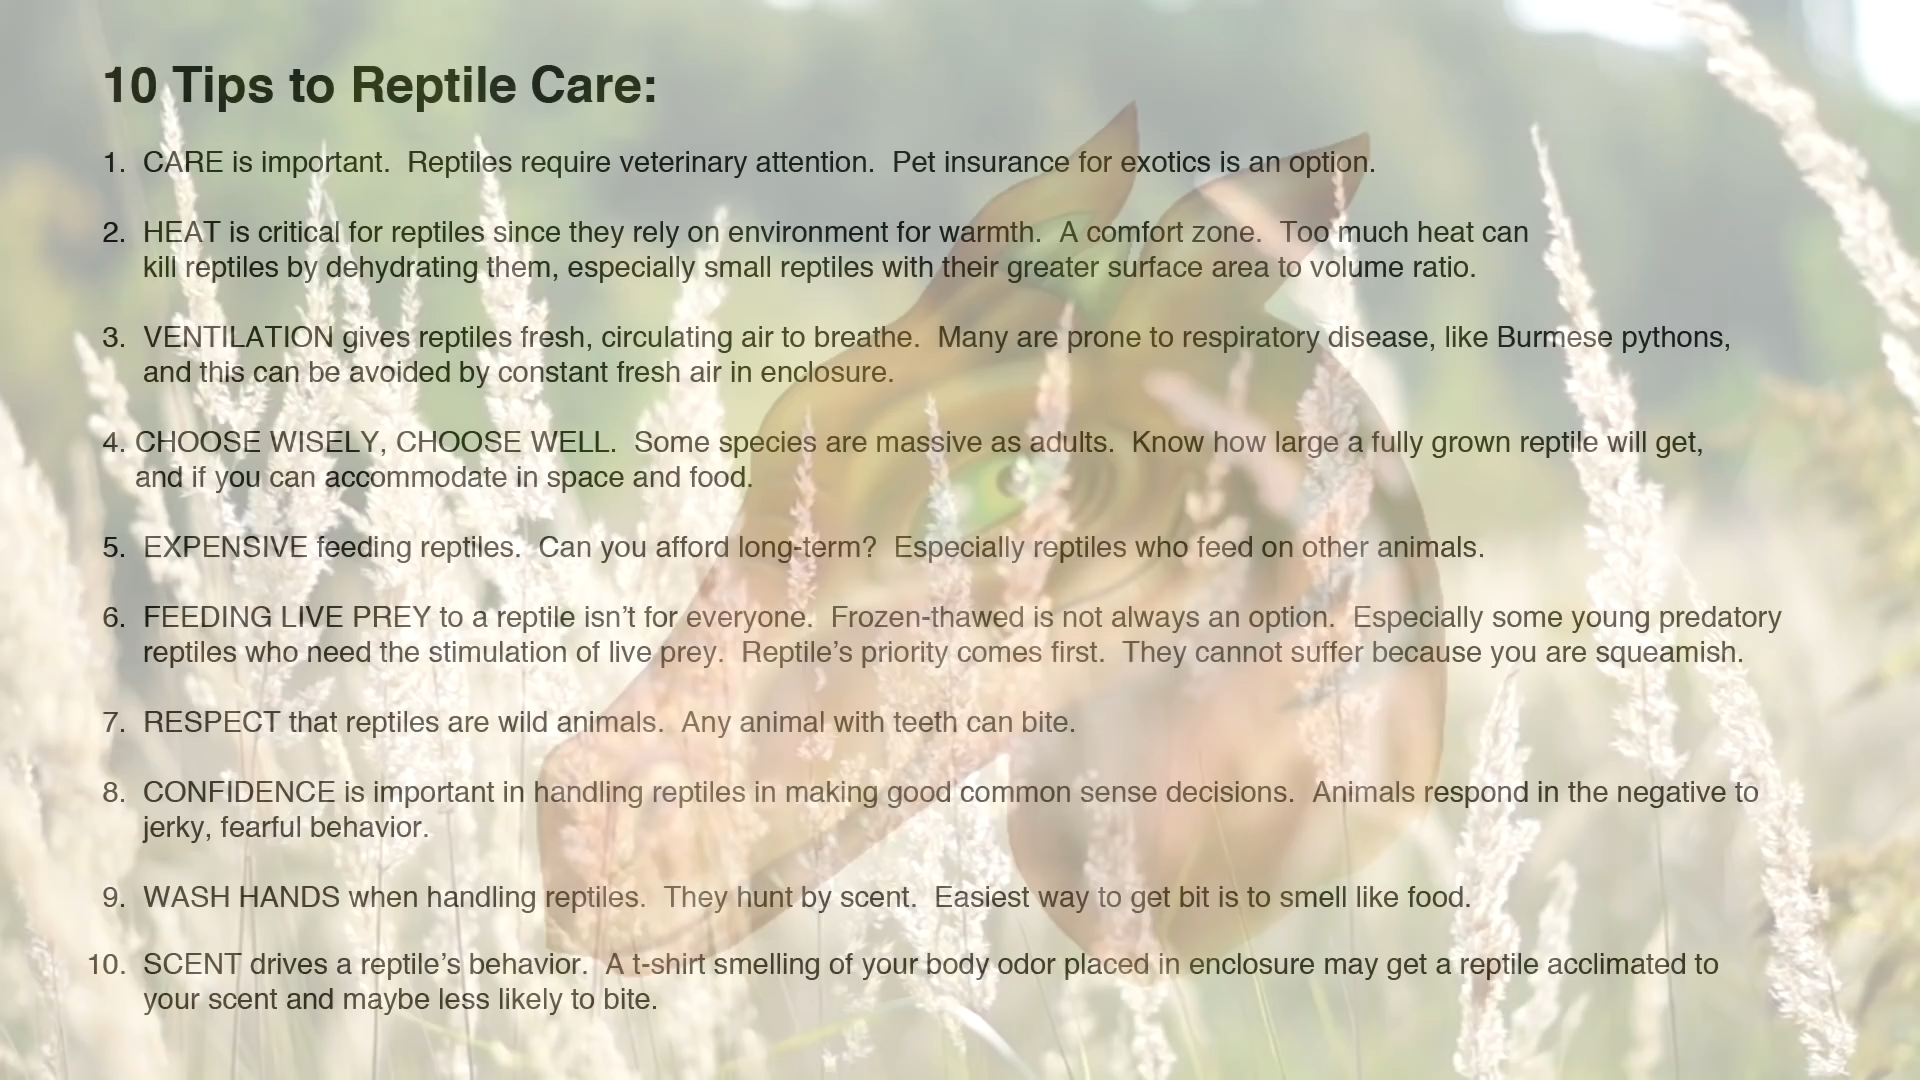 10 Tips to Reptile Care:
1. CARE is important. Reptiles require veterinary attention. Pet insurance for exotics is an option.
2. HEAT is critical for reptiles since they rely on environment for warmth. A comfort zone. Too much heat can
kill reptiles by dehydrating them, especially small reptiles with their greater surface area to volume ratio.
3. VENTILATION gives reptiles fresh, circulating air to breathe. Many are prone to respiratory disease, like Burmese pythons,
and this can be avoided by constant fresh air in enclosure.
4. CHOOSE WISELY, CHOOSE WELL. Some species are massive as adults. Know how large a fully grown reptile will get,
and if you can accommodate in space and food.
5. EXPENSIVE feeding reptiles. Can you afford long-term? Especially reptiles who feed on other animals.
6. FEEDING LIVE PREY to a reptile isn’t for everyone. Frozen-thawed is not always an option. Especially some young predatory
reptiles who need the stimulation of live prey. Reptile’s priority comes first. They cannot suffer because you are squeamish.
7. RESPECT that reptiles are wild animals. Any animal with teeth can bite.
8. CONFIDENCE is important in handling reptiles in making good common sense decisions. Animals respond in the negative to
jerky, fearful behavior.
9. WASH HANDS when handling reptiles. They hunt by scent. Easiest way to get bit is to smell like food.
10. SCENT drives a reptile’s behavior. A t-shirt smelling of your body odor placed in enclosure may get a reptile acclimated to
your scent and maybe less likely to bite.